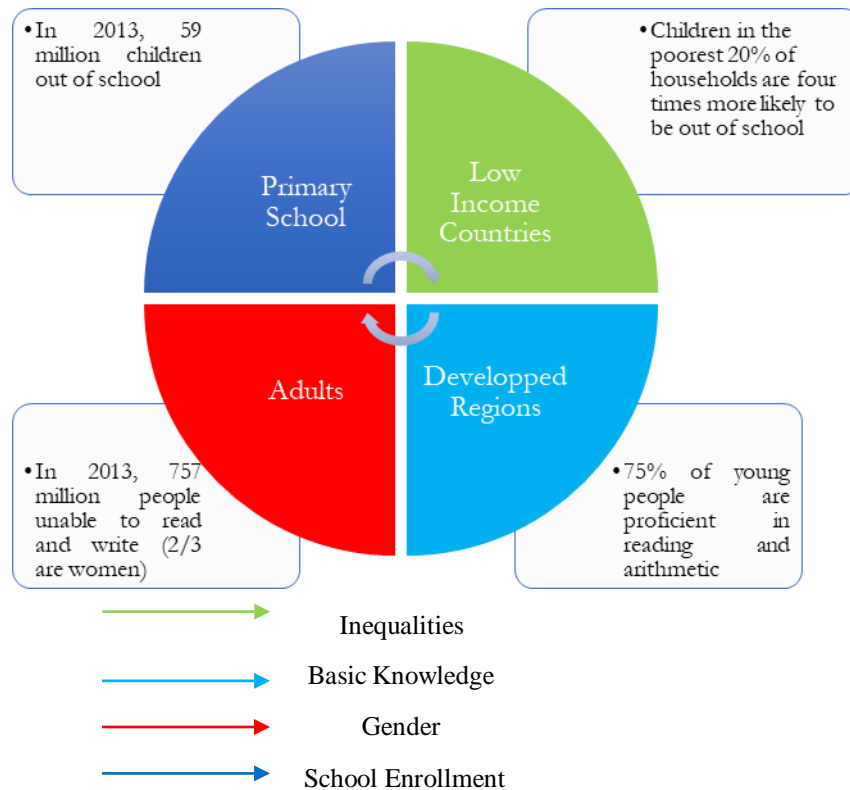 •In 2013, 59
million children
out of school
•Children in the
poorest 20% of
households are four
times more likely to
be out of school
Primary
School
Low
Income
Countries
Adults
Developped
Regions
•In 2013, 757
million people
unable to read
and write (2/3
are women)
•75% of young
people are
proficient in
reading and
arithmetic
Inequalities
Basic Knowledge
Gender
School Enrollment